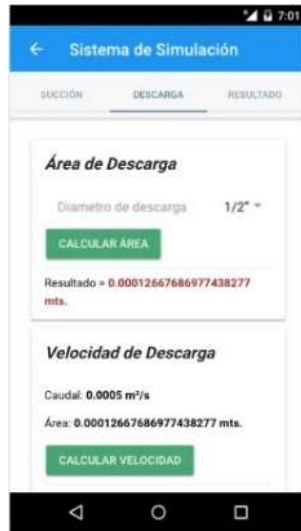 7:01
Sistema de Simulación
SUCCIÓN DESCARGA RESULTADO
Área de Descarga
Diametro de descarga 1/2"
CALCULAR ÁREA
Resultado = 0.00012667686977438277
mts.
Velocidad de Descarga
Caudal: 0.0005 m³/s
Área: 0.00012667686977438277 mts.
CALCULAR VELOCIDAD